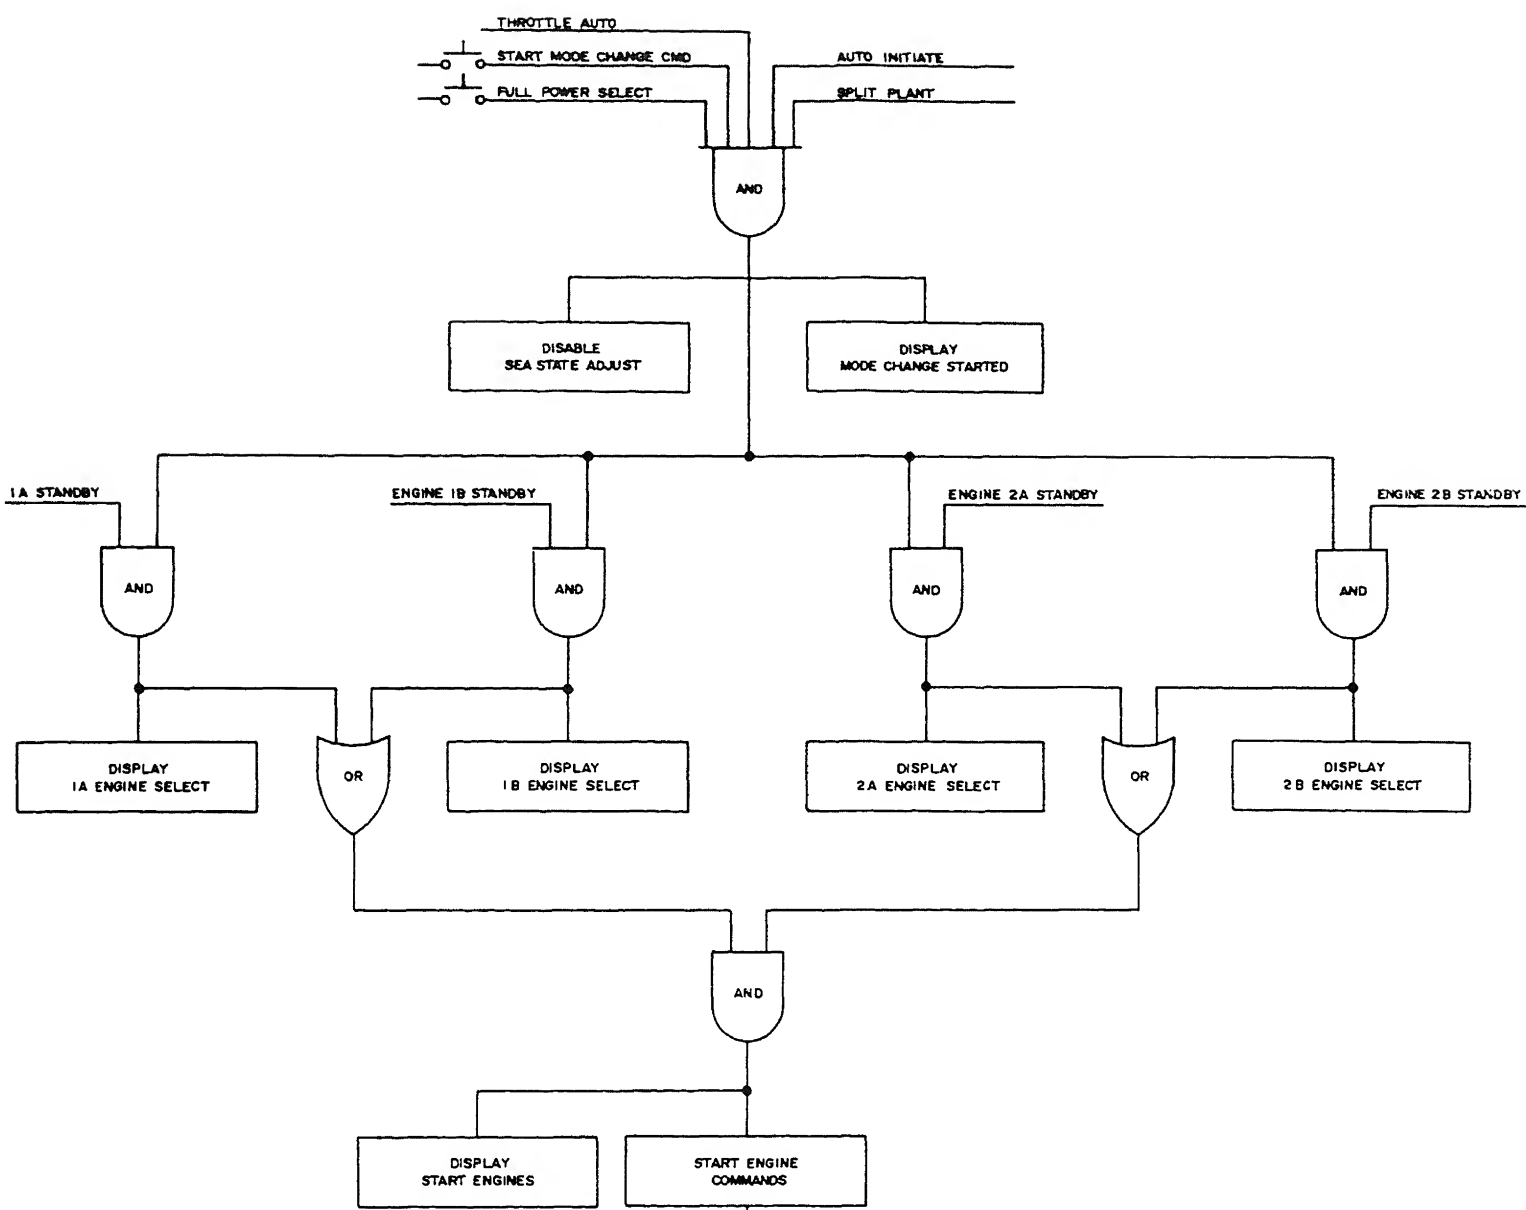 THROTTLE AUTO
START MODE CHANGE CMD
AUTO INITIATE
FULL POWER SELECT
SPLIT PLANT
AND
DISABLE
SEA STATE ADJUST
DISPLAY
MODE CHANGE STARTED
1A STANDBY
ENGINE 1B STANDBY
ENGINE 2A STANDBY
ENGINE 2B STANDBY
AND
AND
AND
AND
DISPLAY
1A ENGINE SELECT
OR
DISPLAY
1B ENGINE SELECT
DISPLAY
2A ENGINE SELECT
OR
DISPLAY
2B ENGINE SELECT
AND
DISPLAY
START ENGINES
START ENGINE
COMMANDS